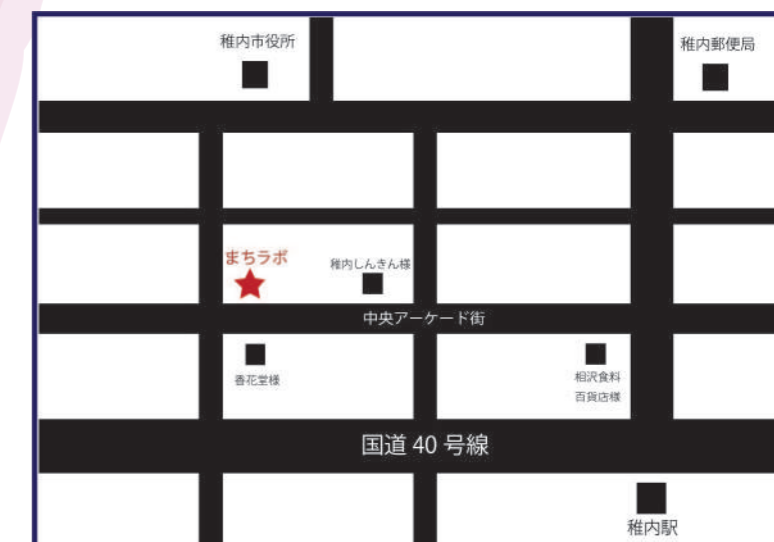 稚内市役所
稚内郵便局
まちラボ
稚内しんきん様
中央アーケード街
香花堂様
相沢食料
百貨店様
国道 40 号線
稚内駅